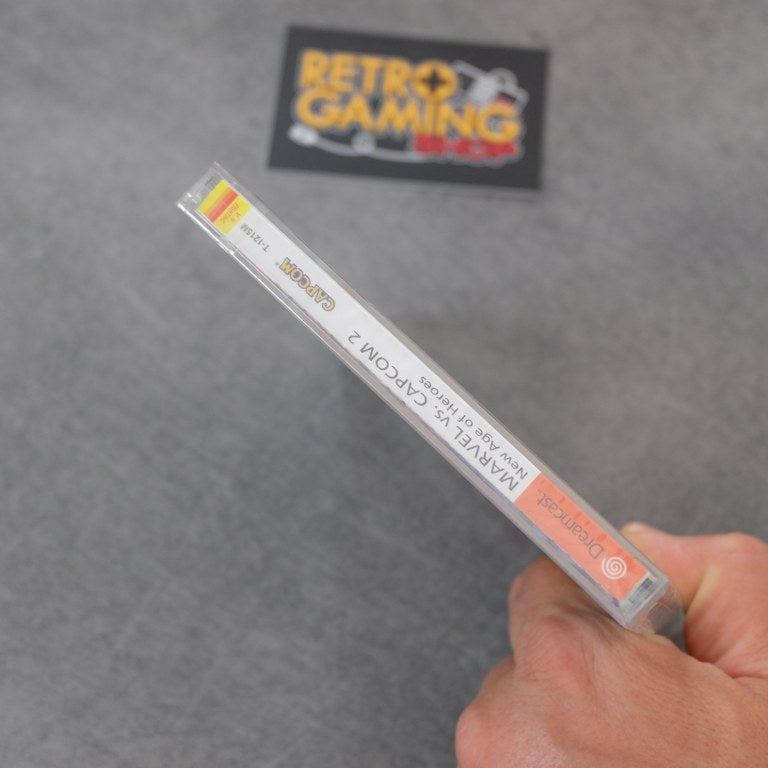 RETRO
GAMING
SHOP
Dreamcast
MARVEL VS. CAPCOM 2
New Age of Heroes
CAPCOM
T-1215M